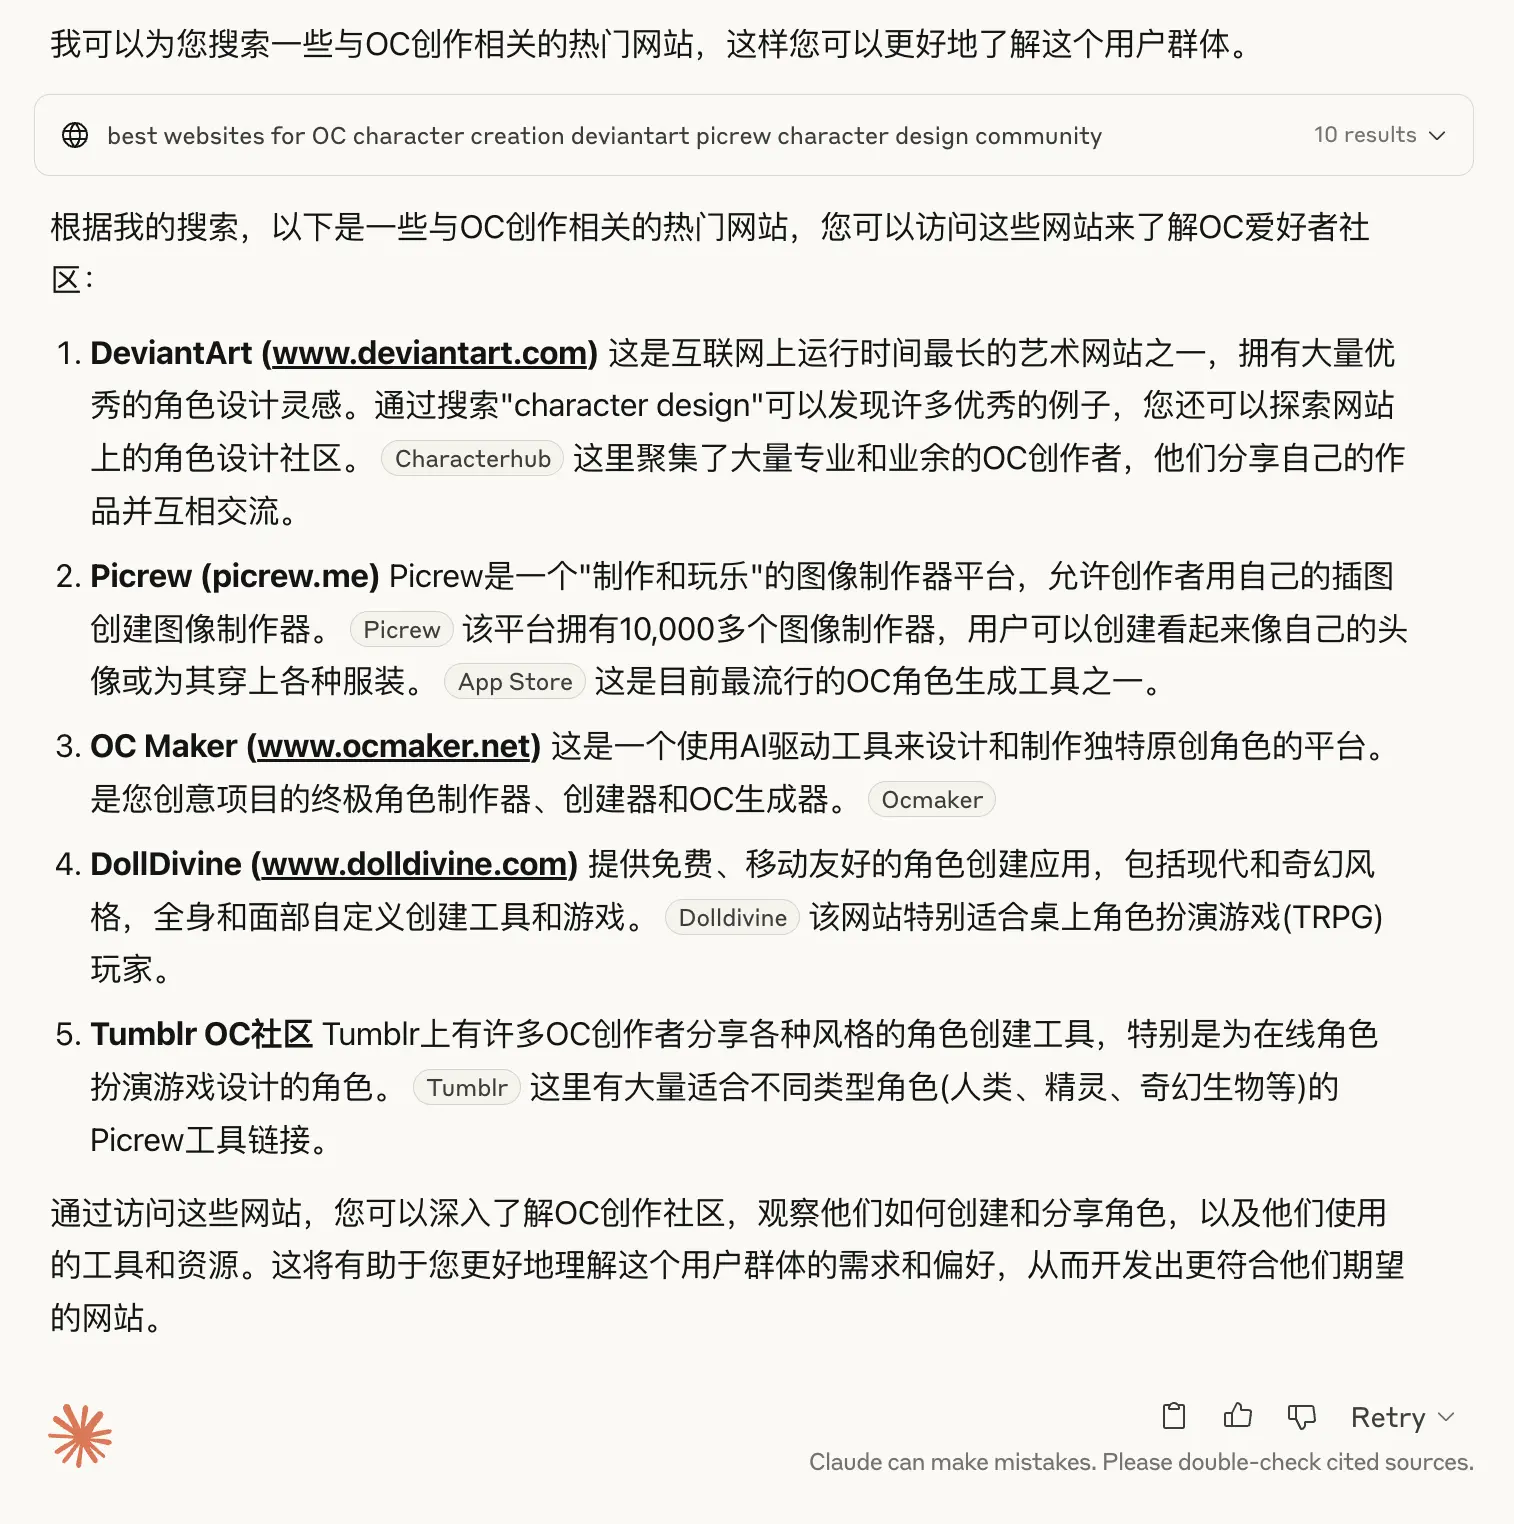 我可以为您搜索一些与OC创作相关的热门网站，这样您可以更好地了解这个用户群体。
best websites for OC character creation deviantart picrew character design community 10 results
根据我的搜索，以下是一些与OC创作相关的热门网站，您可以访问这些网站来了解OC爱好者社
区：
1. DeviantArt (www.deviantart.com) 这是互联网上运行时间最长的艺术网站之一，拥有大量优
秀的角色设计灵感。通过搜索"character design"可以发现许多优秀的例子，您还可以探索网站
上的角色设计社区。 Characterhub 这里聚集了大量专业和业余的OC创作者，他们分享自己的作
品并互相交流。
2. Picrew (picrew.me) Picrew是一个"制作和玩乐"的图像制作器平台，允许创作者用自己的插图
创建图像制作器。 Picrew 该平台拥有10,000多个图像制作器，用户可以创建看起来像自己的头
像或为其穿上各种服装。 App Store 这是目前最流行的OC角色生成工具之一。
3. OC Maker (www.ocmaker.net) 这是一个使用AI驱动工具来设计和制作独特原创角色的平台。
是您创意项目的终极角色制作器、创建器和OC生成器。 Ocmaker
4. DollDivine (www.dolldivine.com) 提供免费、移动友好的角色创建应用，包括现代和奇幻风
格，全身和面部自定义创建工具和游戏。 Dolldivine 该网站特别适合桌上角色扮演游戏(TRPG)
玩家。
5. Tumblr OC社区 Tumblr上有许多OC创作者分享各种风格的角色创建工具，特别是为在线角色
扮演游戏设计的角色。 Tumblr 这里有大量适合不同类型角色(人类、精灵、奇幻生物等)的
Picrew工具链接。
通过访问这些网站，您可以深入了解OC创作社区，观察他们如何创建和分享角色，以及他们使用
的工具和资源。这将有助于您更好地理解这个用户群体的需求和偏好，从而开发出更符合他们期望
的网站。
Retry
Claude can make mistakes. Please double-check cited sources.